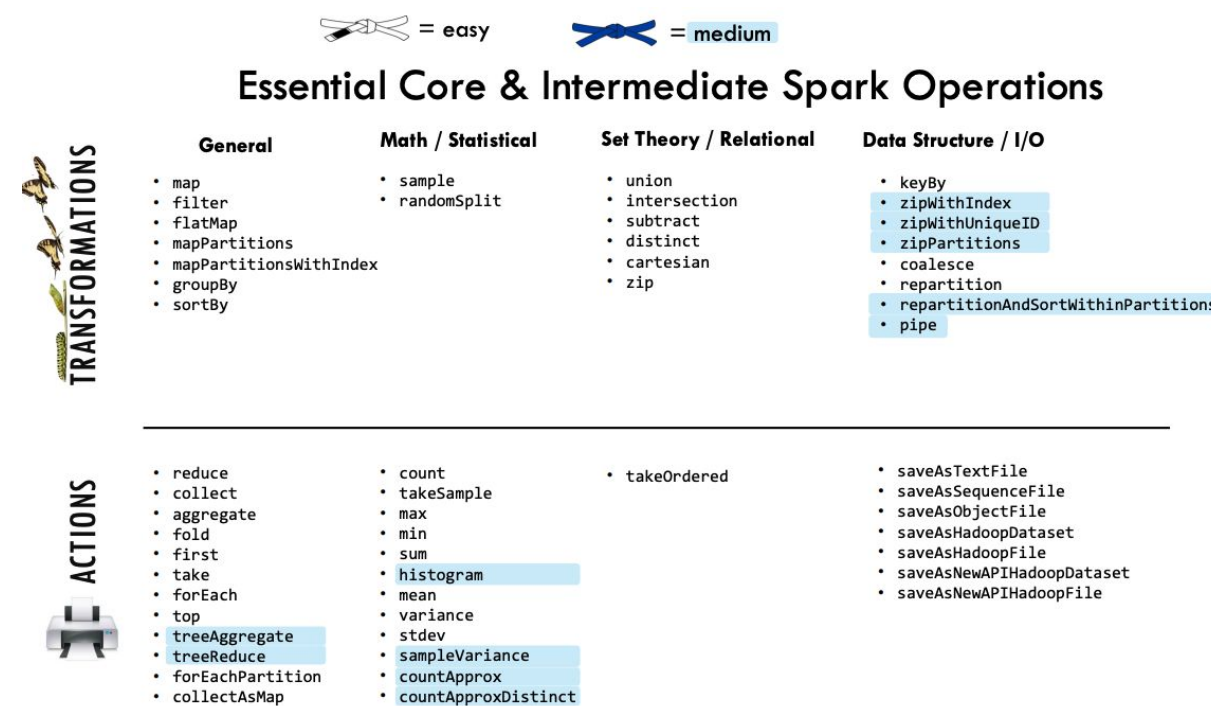 = easy
= medium
Essential Core & Intermediate Spark Operations
TRANSFORMATIONS
General
• map
• filter
• flatMap
• mapPartitions
• mapPartitionsWithIndex
• groupBy
• sortBy
Math / Statistical
• sample
• randomSplit
Set Theory / Relational
• union
• intersection
• subtract
• distinct
• cartesian
• zip
Data Structure / I/O
• keyBy
• zipWithIndex
• zipWithUniqueID
• zipPartitions
• coalesce
• repartition
• repartitionAndSortWithinPartitions
• pipe
ACTIONS
• reduce
• collect
• aggregate
• fold
• first
• take
• forEach
• top
• treeAggregate
• treeReduce
• forEachPartition
• collectAsMap
• count
• takeSample
• max
• min
• sum
• histogram
• mean
• variance
• stdev
• sampleVariance
• countApprox
• countApproxDistinct
• takeOrdered
• saveAsTextFile
• saveAsSequenceFile
• saveAsObjectFile
• saveAsHadoopDataset
• saveAsHadoopFile
• saveAsNewAPIHadoopDataset
• saveAsNewAPIHadoopFile